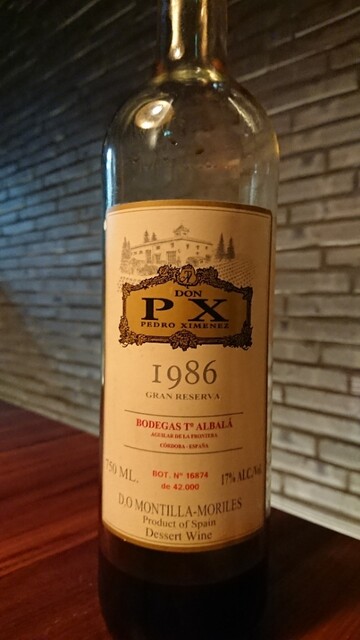 DON
PX
PEDRO XIMENEZ
1986
GRAN RESERVA
BODEGAS Tº ALBALÁ
AGUILAR DE LA FRONTERA
CÓRDOBA - ESPAÑA
750 ML.
BOT. Nº 16874
de 42.000
17% ALC./Vol.
D.O MONTILLA-MORILES
Product of Spain
Dessert Wine